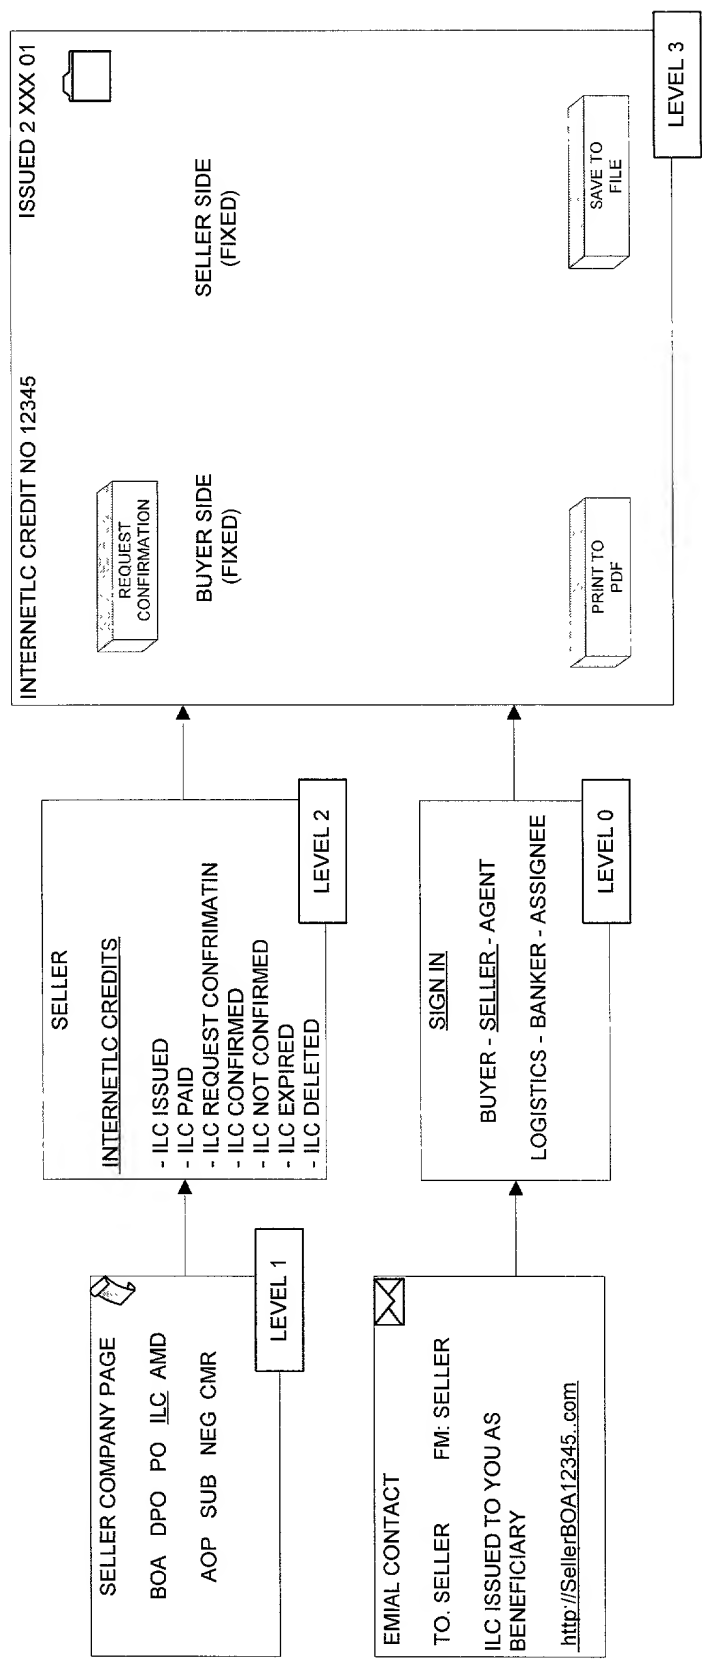 SELLER COMPANY PAGE
BOA DPO PO ILC AMD
AOP SUB NEG CMR
LEVEL 1
EMIAL CONTACT
TO. SELLER FM: SELLER
ILC ISSUED TO YOU AS
BENEFICIARY
http://SellerBOA12345..com
SELLER
INTERNETLC CREDITS
- ILC ISSUED
- ILC PAID
- ILC REQUEST CONFRIMATIN
- ILC CONFIRMED
- ILC NOT CONFIRMED
- ILC EXPIRED
- ILC DELETED
LEVEL 2
SIGN IN
BUYER - SELLER - AGENT
LOGISTICS - BANKER - ASSIGNEE
LEVEL 0
INTERNETLC CREDIT NO 12345
ISSUED 2 XXX 01
REQUEST
CONFIRMATION
BUYER SIDE
(FIXED)
SELLER SIDE
(FIXED)
PRINT TO
PDF
SAVE TO
FILE
LEVEL 3